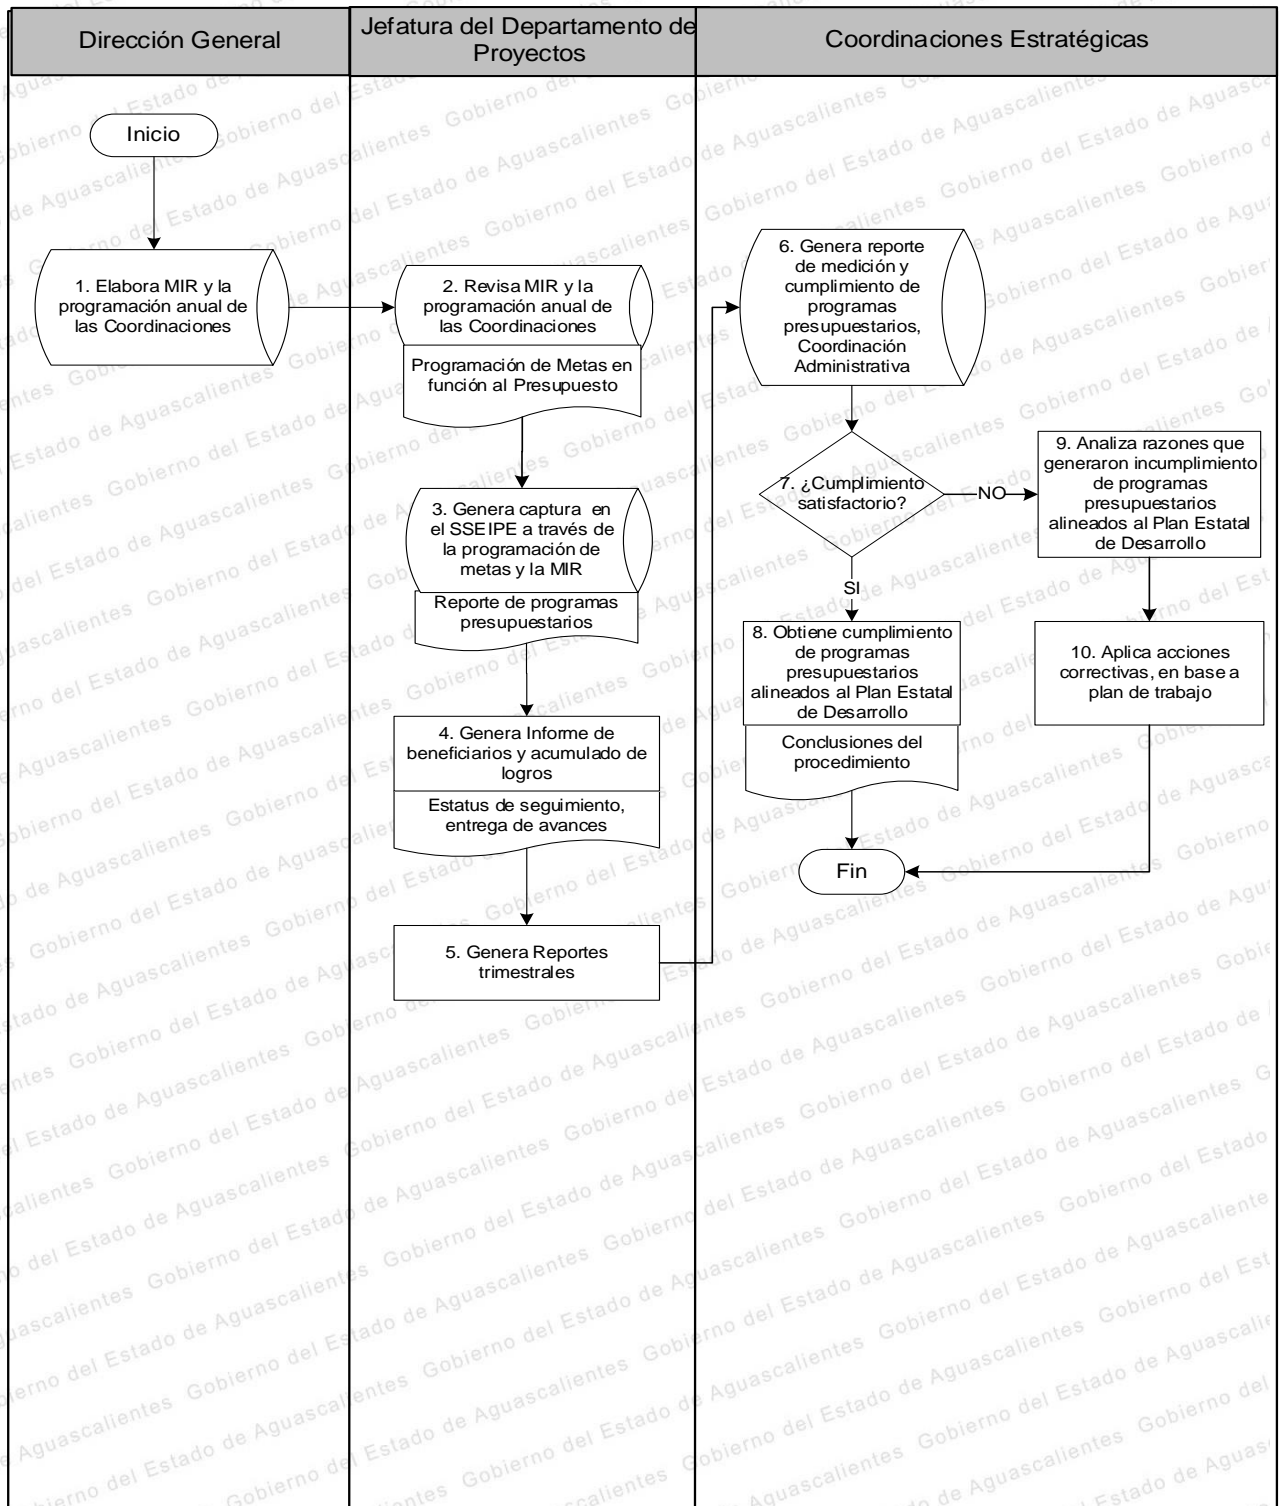 Dirección General
Jefatura del Departamento de
Proyectos
Coordinaciones Estratégicas
Inicio
1. Elabora MIR y la
programación anual de
las Coordinaciones
2. Revisa MIR y la
programación anual de
las Coordinaciones
Programación de Metas en
función al Presupuesto
3. Genera captura en
el SSEIPE a través de
la programación de
metas y la MIR
Reporte de programas
presupuestarios
4. Genera Informe de
beneficiarios y acumulado de
logros
Estatus de seguimiento,
entrega de avances
5. Genera Reportes
trimestrales
6. Genera reporte
de medición y
cumplimiento de
programas
presupuestarios,
Coordinación
Administrativa
7. ¿Cumplimiento
satisfactorio?
NO
SI
8. Obtiene cumplimiento
de programas
presupuestarios
alineados al Plan Estatal
de Desarrollo
Conclusiones del
procedimiento
9. Analiza razones que
generaron incumplimiento
de programas
presupuestarios
alineados al Plan Estatal
de Desarrollo
10. Aplica acciones
correctivas, en base a
plan de trabajo
Fin
Gobierno del Estado de Aguascalientes